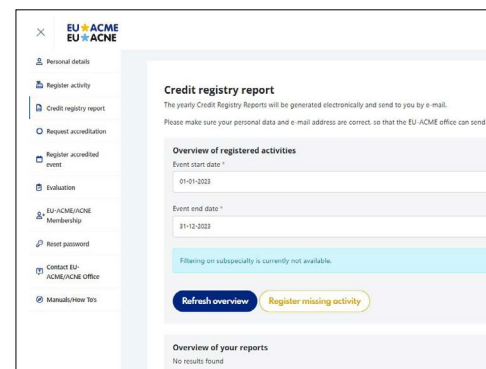 EU★ACME
EU★ACNE
Personal details
Register activity
Credit registry report
Request accreditation
Register accredited
event
Evaluation
EU-ACME/ACNE
Membership
Reset password
Contact EU-
ACME/ACNE Office
Manuals/How To's
Credit registry report
The yearly Credit Registry Reports will be generated electronically and send to you by e-mail.
Please make sure your personal data and e-mail address are correct, so that the EU-ACME office can send
Overview of registered activities
Event start date *
01-01-2023
Event end date *
31-12-2023
Filtering on subspecialty is currently not available.
Refresh overview
Register missing activity
Overview of your reports
No results found